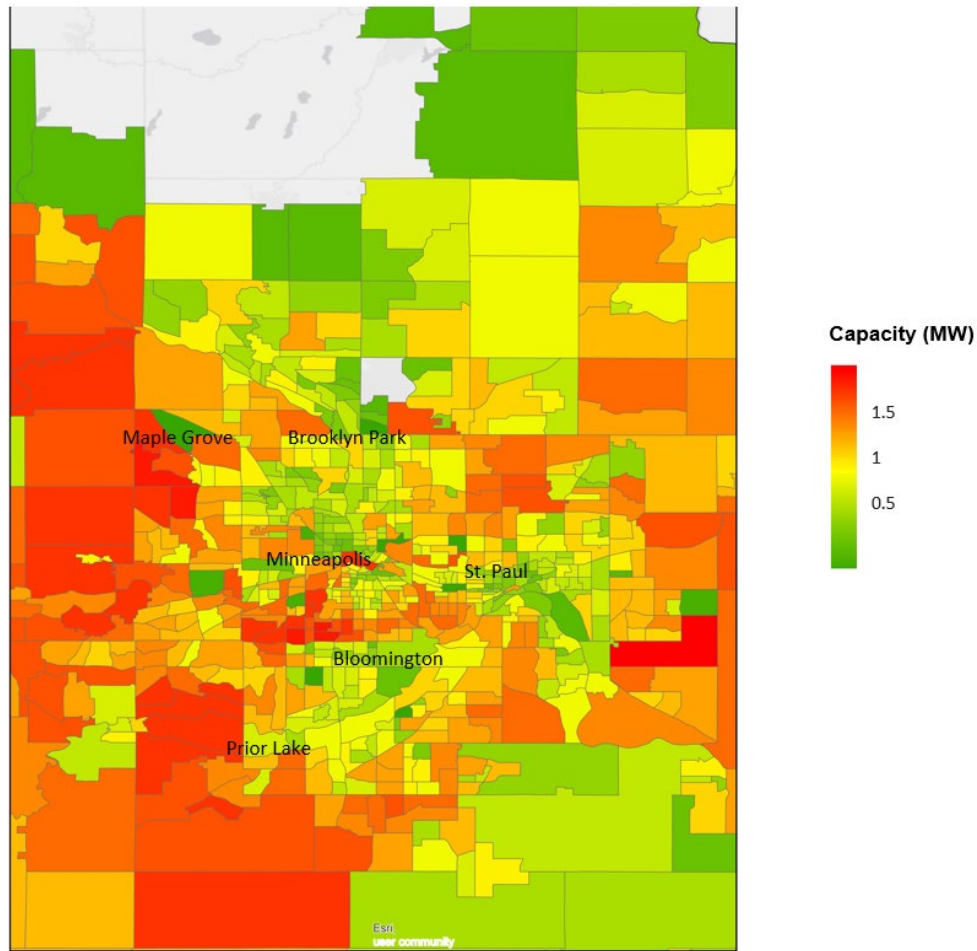 Capacity (MW)
1.5
1
0.5
Maple Grove
Brooklyn Park
Minneapolis
St. Paul
Bloomington
Prior Lake
Esri,
user community